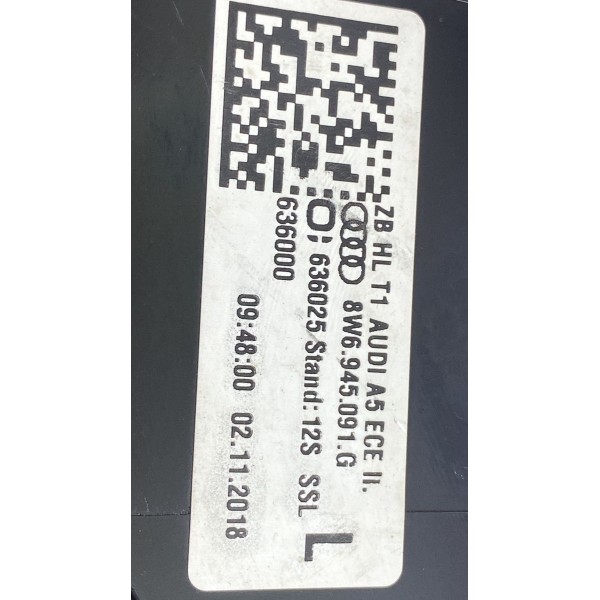 ZB HL T1 AUDI A5 ECE li.
8W6.945.091.G
636025 Stand: 12S SSL
636000
L
09:48:00 02.11.2018